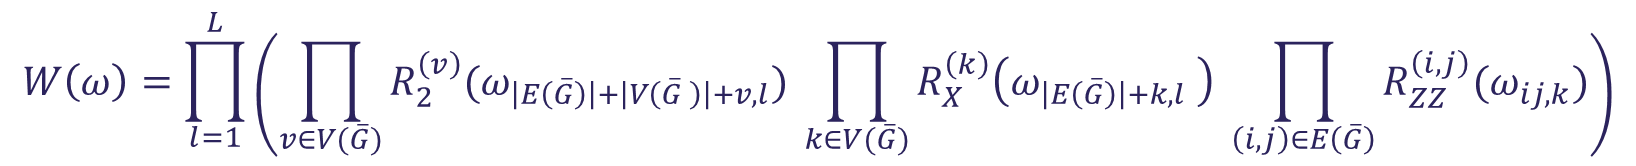 W(ω) = ∏_{l=1}^{L} ( ∏_{v∈V(Ḡ)} R_2^{(v)}(ω_{|E(Ḡ)|+|V(Ḡ)|+v,l}) ∏_{k∈V(Ḡ)} R_X^{(k)}(ω_{|E(Ḡ)|+k,l}) ∏_{(i,j)∈E(Ḡ)} R_{ZZ}^{(i,j)}(ω_{ij,k}) )